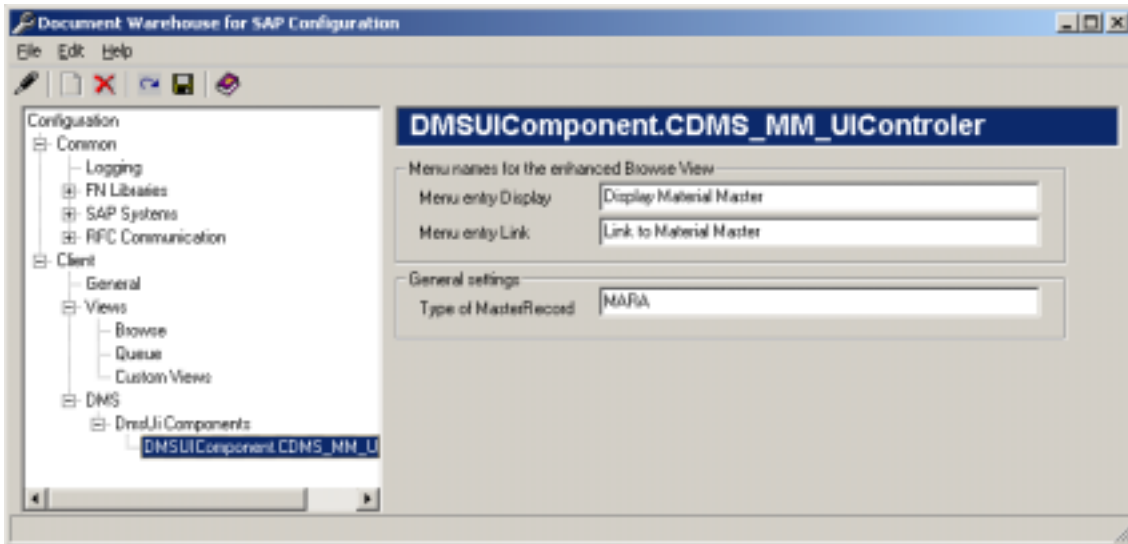 Document Warehouse for SAP Configuration
File Edit Help
Configuration
Common
Logging
FN Libraries
SAP Systems
RFC Communication
Client
General
Views
Browse
Queue
Custom Views
DMS
DmsUi Components
DMSUIComponent.CDMS_MM_U
DMSUIComponent.CDMS_MM_UIControler
Menu names for the enhanced Browse View
Menu entry Display
Display Material Master
Menu entry Link
Link to Material Master
General settings
Type of MasterRecord
MARA